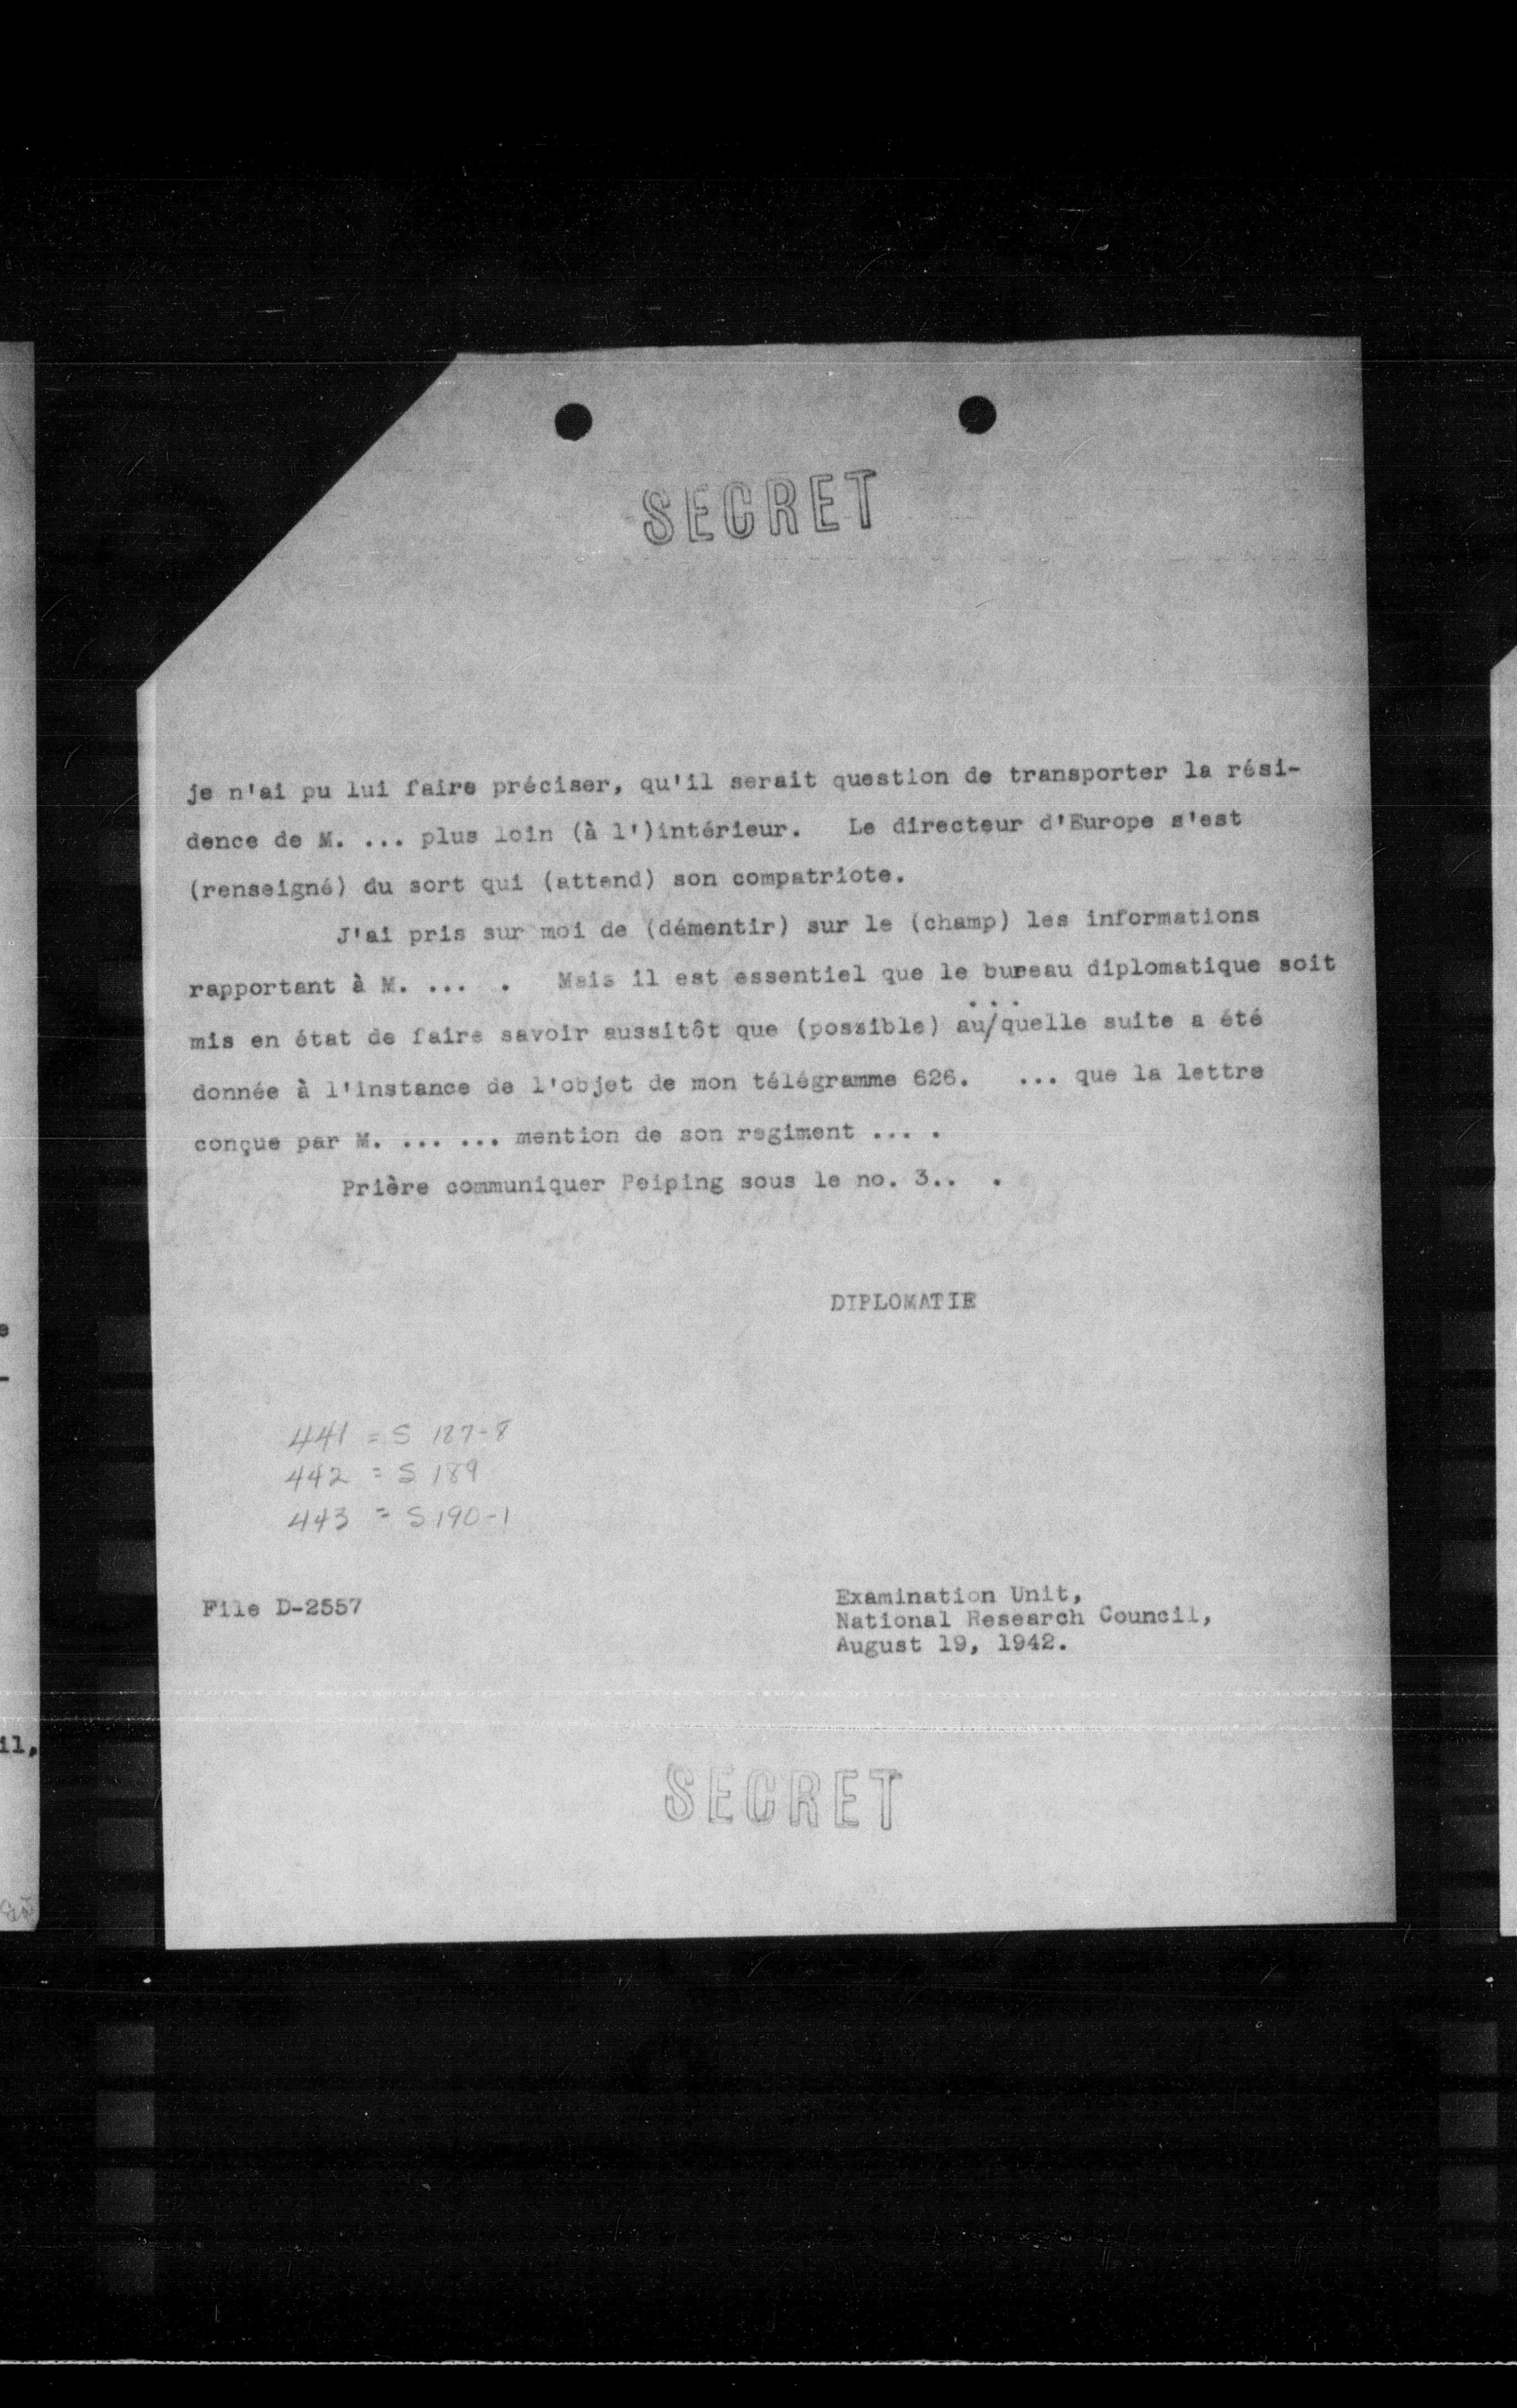 SECRET
je n'ai pu lui faire préciser, qu'il serait question de transporter la rési-
dence de M. ... plus loin (à l')intérieur. Le directeur d'Europe s'est
(renseigné) du sort qui (attend) son compatriote.
J'ai pris sur moi de (démentir) sur le (champ) les informations
rapportant à M. ... . Mais il est essentiel que le bureau diplomatique soit
...
mis en état de faire savoir aussitôt que (possible) au/quelle suite a été
donnée à l'instance de l'objet de mon télégramme 626. ... que la lettre
conçue par M. ... ... mention de son regiment ... .
Prière communiquer Peiping sous le no. 3.. .
DIPLOMATIE
441 = S 187-8
442 = S 189
443 = S 190-1
File D-2557
Examination Unit,
National Research Council,
August 19, 1942.
SECRET
e
-
il,